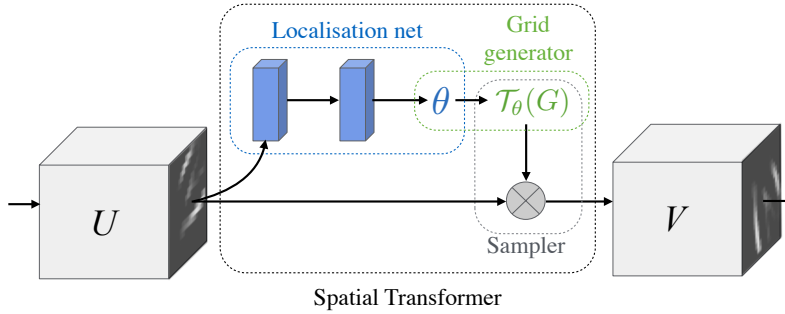 Localisation net
Grid
generator
θ
𝒯θ(G)
U
V
Sampler
Spatial Transformer